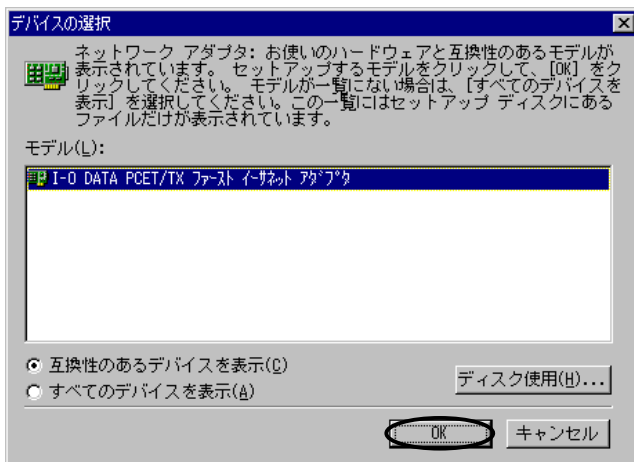 デバイスの選択
ネットワーク アダプタ: お使いのハードウェアと互換性のあるモデルが
表示されています。 セットアップするモデルをクリックして、[OK] をク
リックしてください。 モデルが一覧にない場合は、[すべてのデバイスを
表示] を選択してください。この一覧にはセットアップ ディスクにある
ファイルだけが表示されています。
モデル(L):
I-O DATA PCET/TX ファースト イーサネット アダプタ
互換性のあるデバイスを表示(C)
すべてのデバイスを表示(A)
ディスク使用(H)...
OK
キャンセル